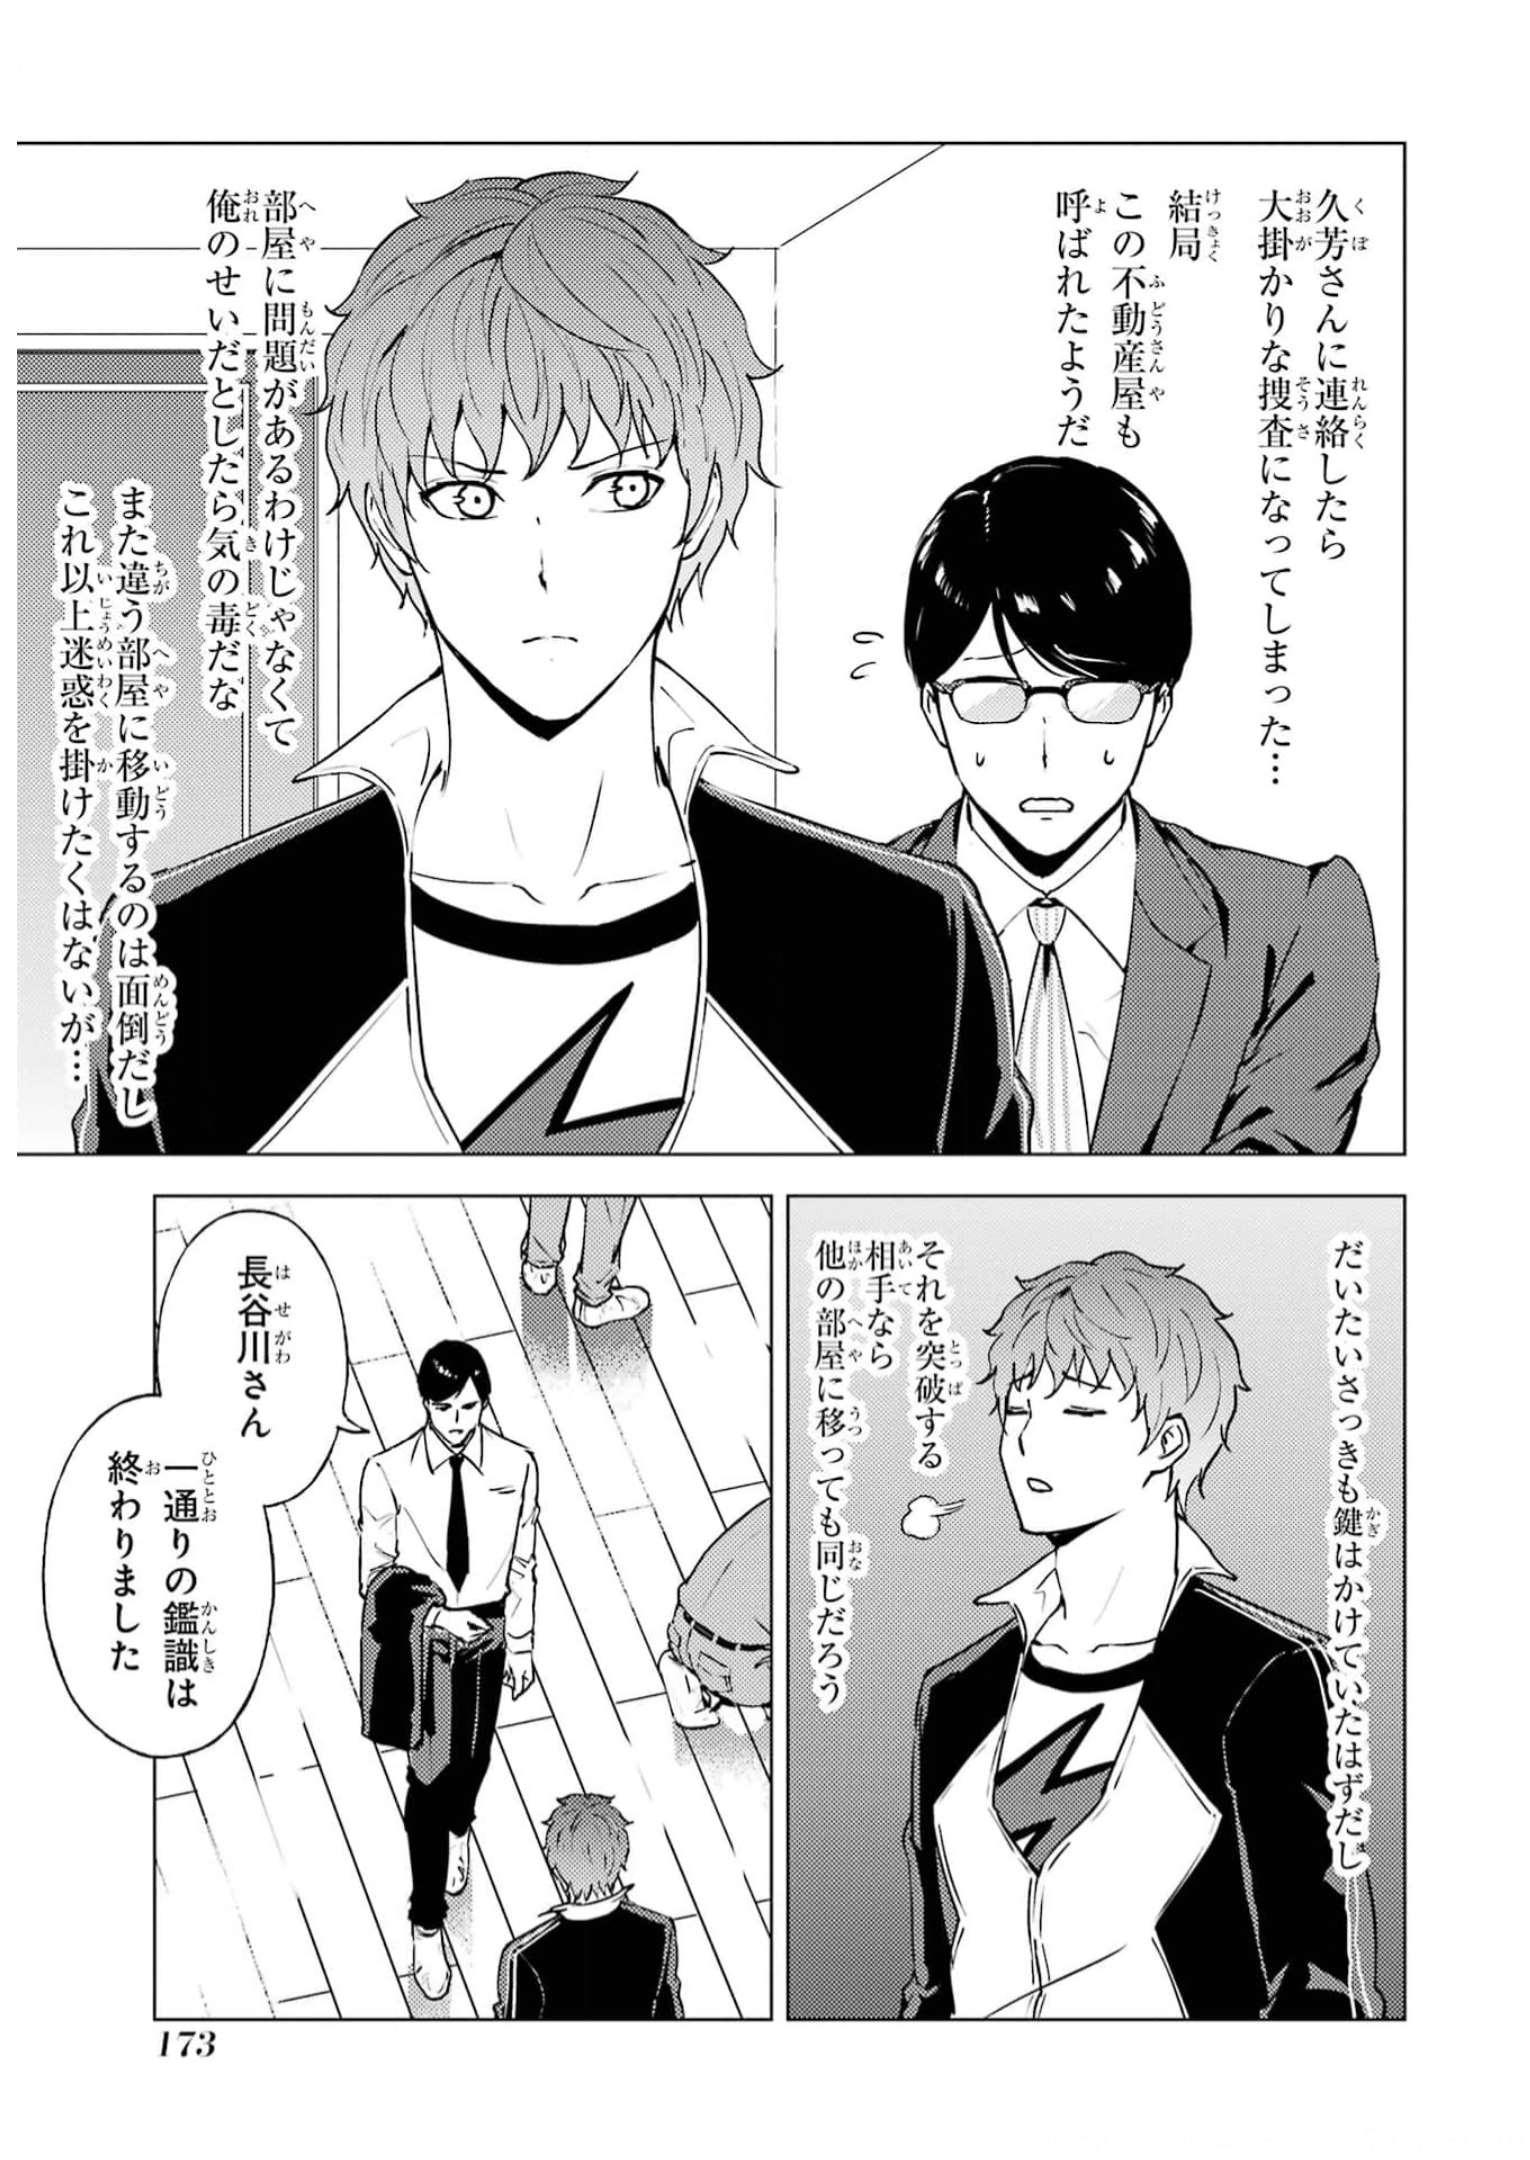 久芳さんに連絡したら
大掛かりな捜査になってしまった…
結局
この不動産屋も
呼ばれたようだ
部屋に問題があるわけじゃなくて
俺のせいだとしたら気の毒だな
また違う部屋に移動するのは面倒だし
これ以上迷惑を掛けたくはないが…
だいたいさっきも鍵はかけていたはずだし
それを突破する
相手なら
他の部屋に移っても同じだろう
長谷川さん
一通りの鑑識は
終わりました
173